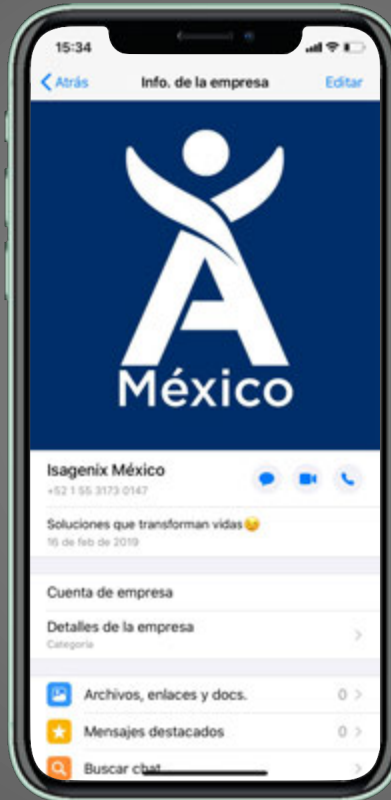 15:34
Atrás Info. de la empresa Editar
México
Isagenix México
+52 1 55 3173 0147
Soluciones que transforman vidas😉
16 de feb de 2019
Cuenta de empresa
Detalles de la empresa
Categoría
Archivos, enlaces y docs. 0
Mensajes destacados 0
Buscar chat